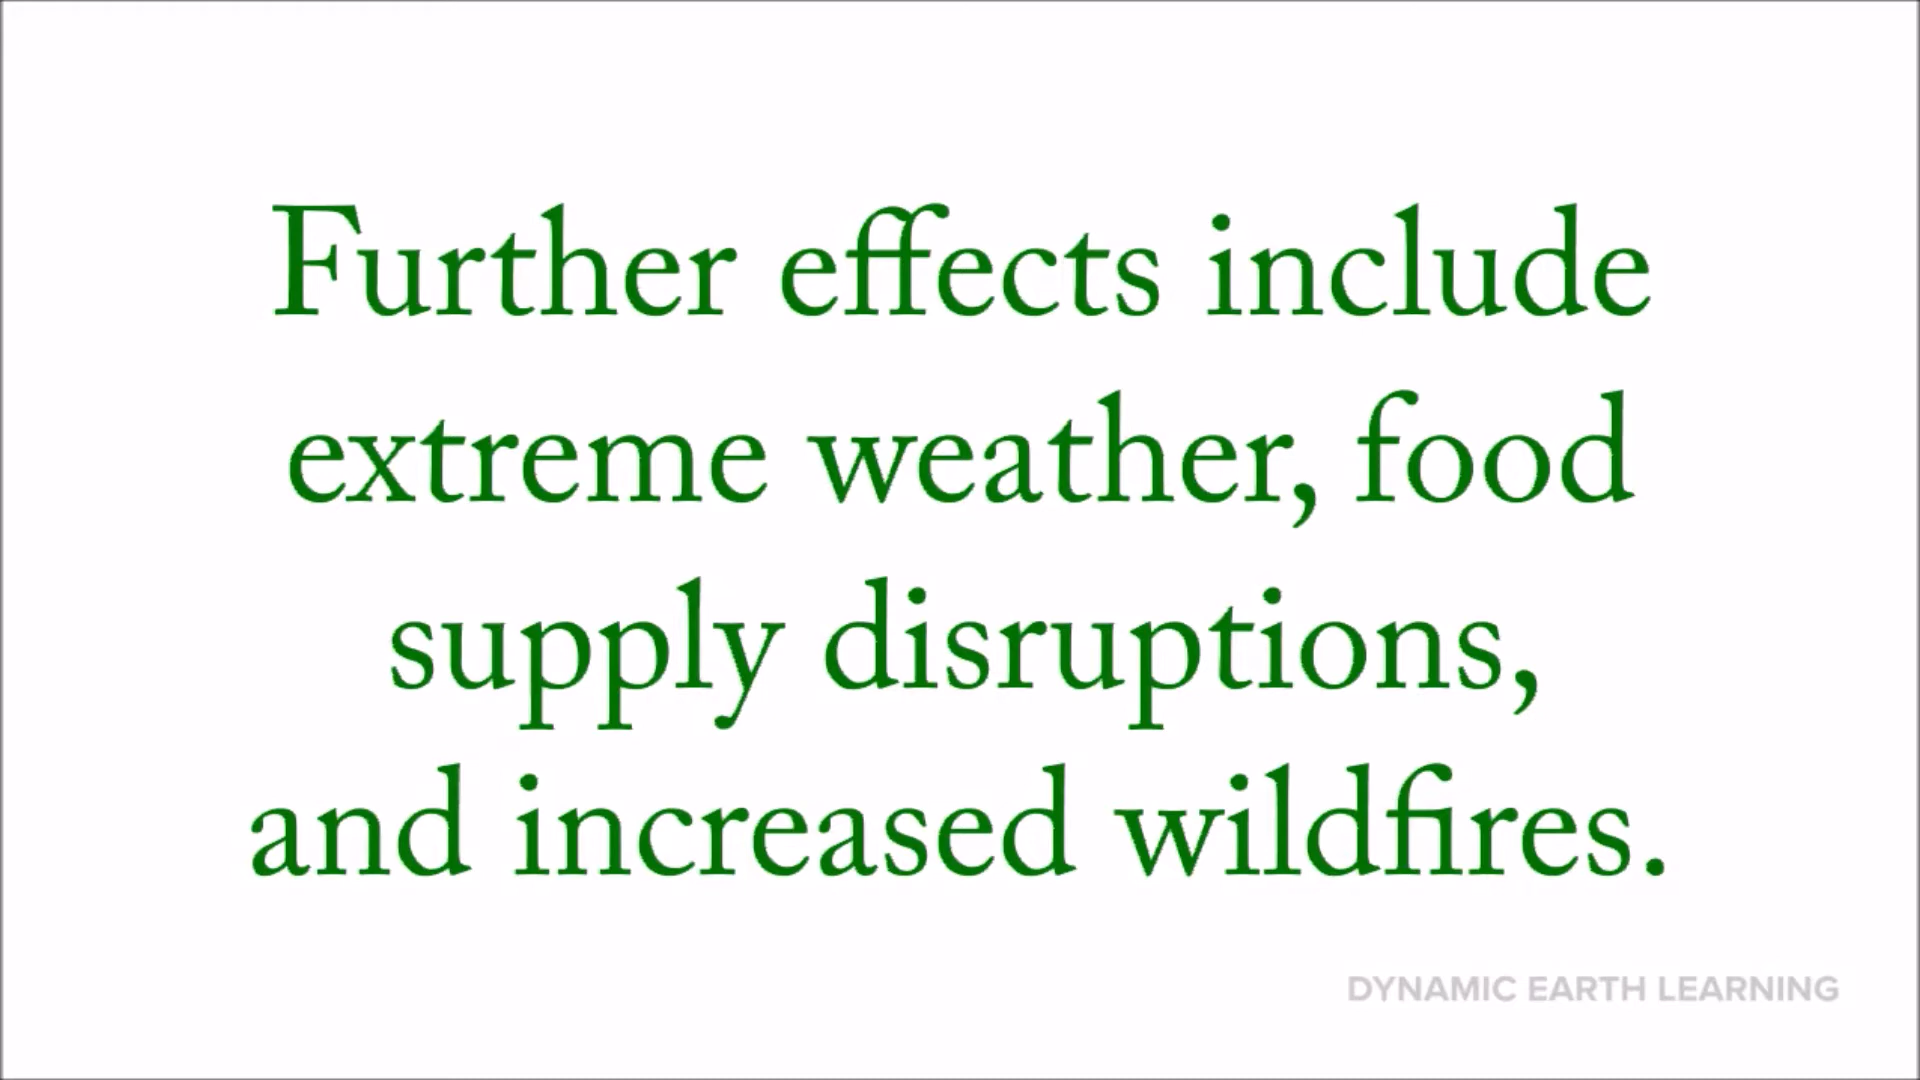 Further effects include
extreme weather, food
supply disruptions,
and increased wildfires.
DYNAMIC EARTH LEARNING